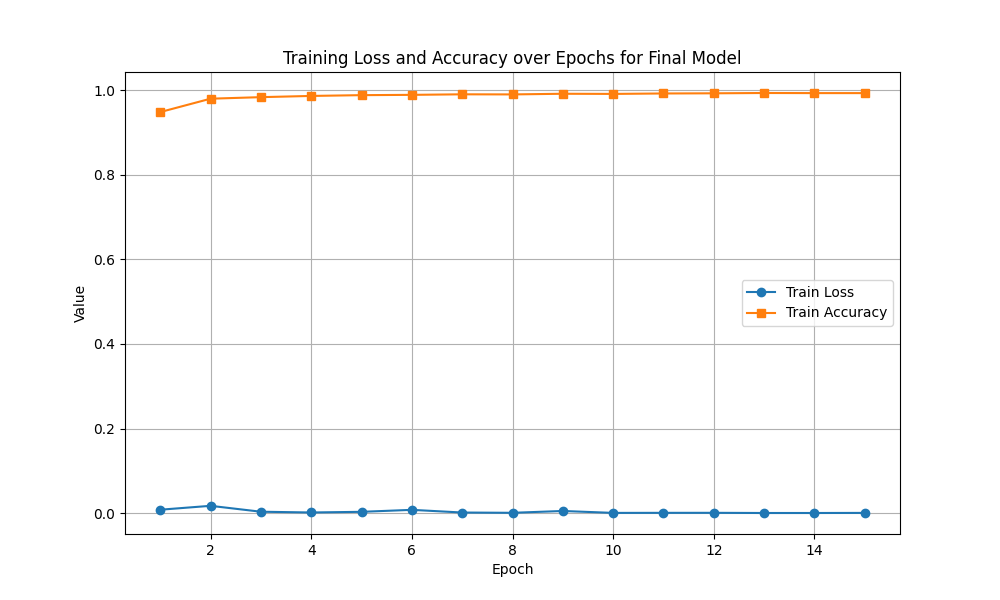 Training Loss and Accuracy over Epochs for Final Model
1.0
0.8
0.6
0.4
0.2
0.0
Value
Train Loss
Train Accuracy
2 4 6 8 10 12 14
Epoch